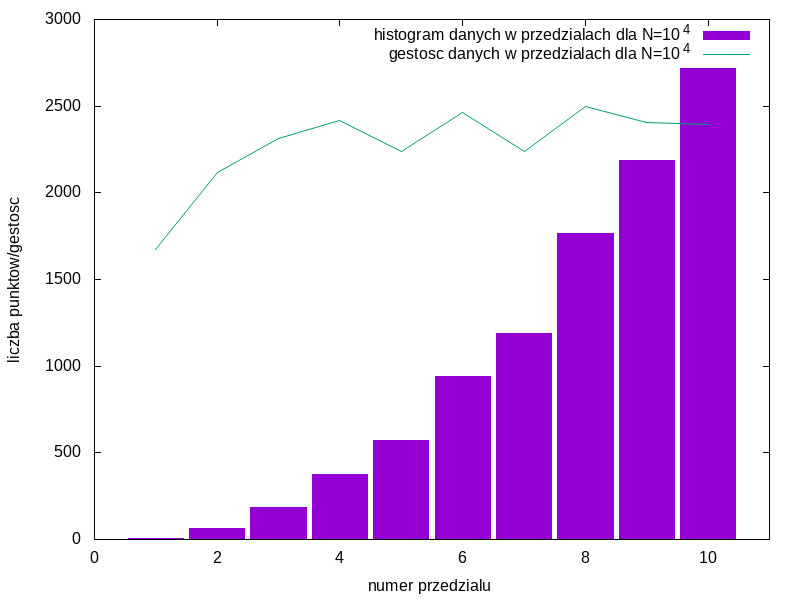 3000
histogram danych w przedzialach dla N=10^4
gestosc danych w przedzialach dla N=10^4
2500
2000
1500
1000
500
0
liczba punktow/gestosc
0 2 4 6 8 10
numer przedzialu